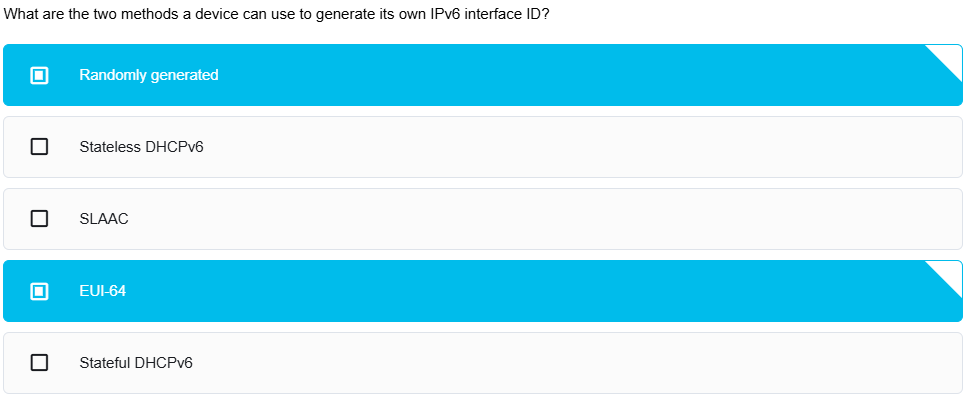 What are the two methods a device can use to generate its own IPv6 interface ID?
Randomly generated
Stateless DHCPv6
SLAAC
EUI-64
Stateful DHCPv6